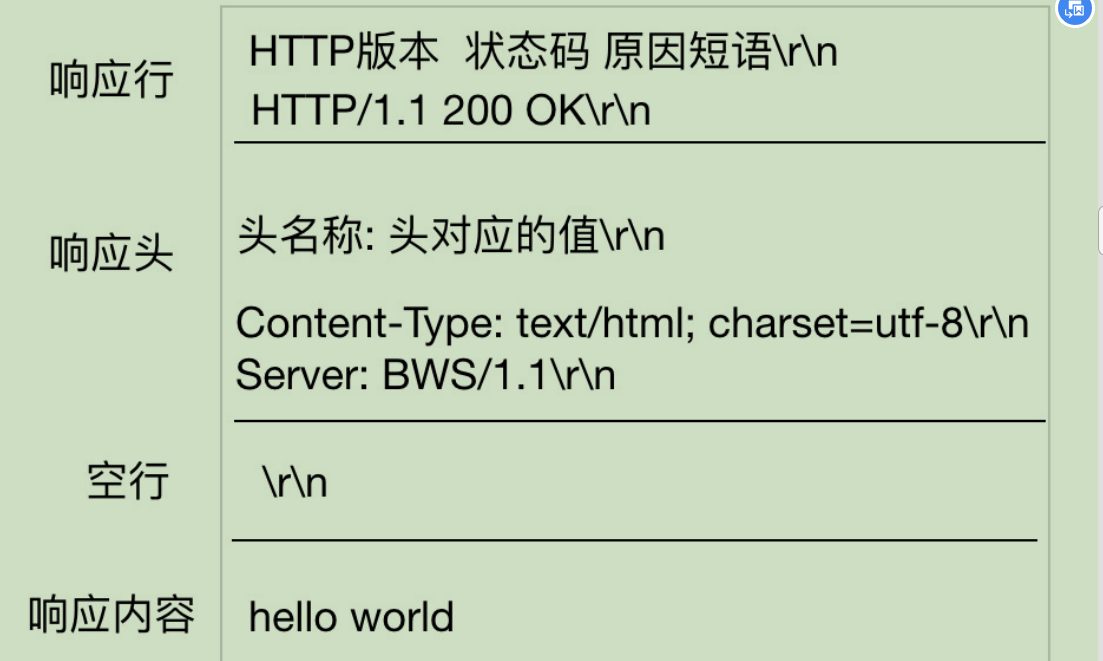 响应行
HTTP版本 状态码 原因短语\r\n
HTTP/1.1 200 OK\r\n
响应头
头名称: 头对应的值\r\n
Content-Type: text/html; charset=utf-8\r\n
Server: BWS/1.1\r\n
空行
\r\n
响应内容
hello world